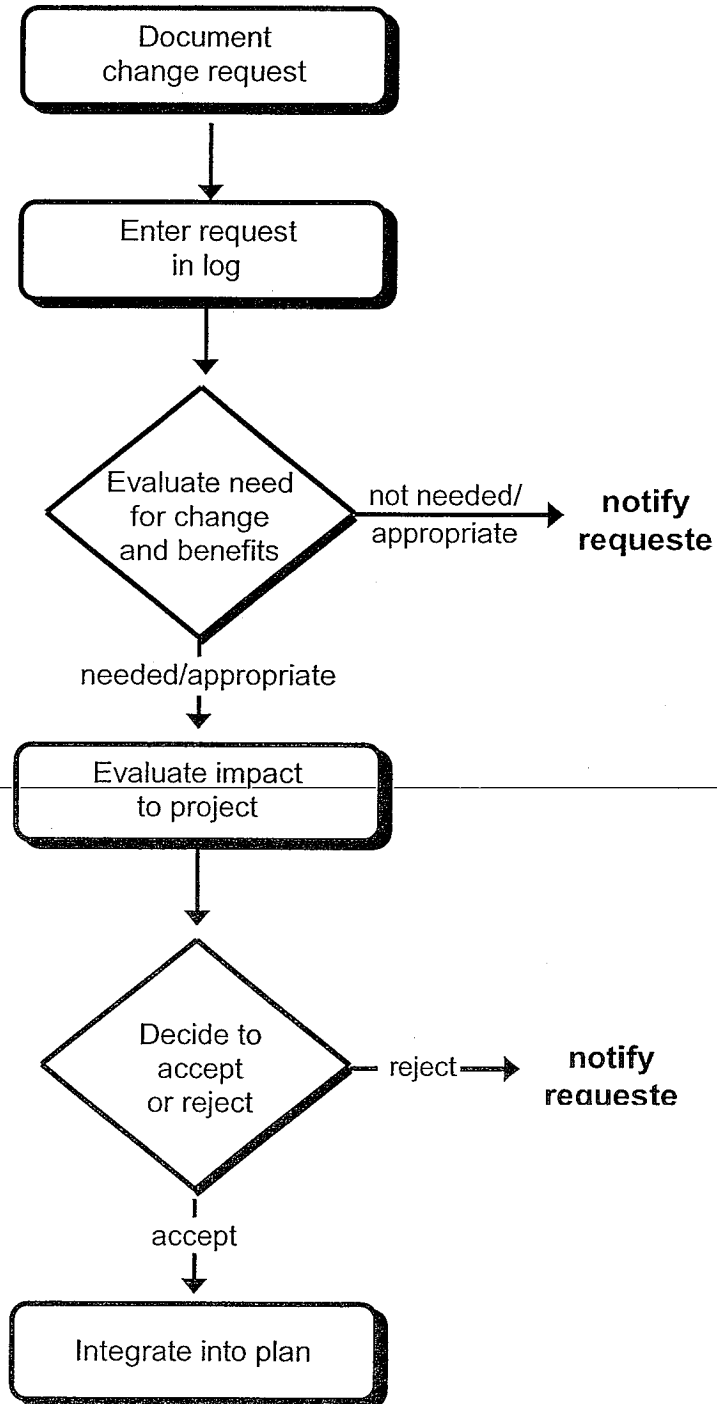 Document
change request
Enter request
in log
Evaluate need
for change
and benefits
not needed/
appropriate
notify
requeste
needed/appropriate
Evaluate impact
to project
Decide to
accept
or reject
reject
notify
requeste
accept
Integrate into plan